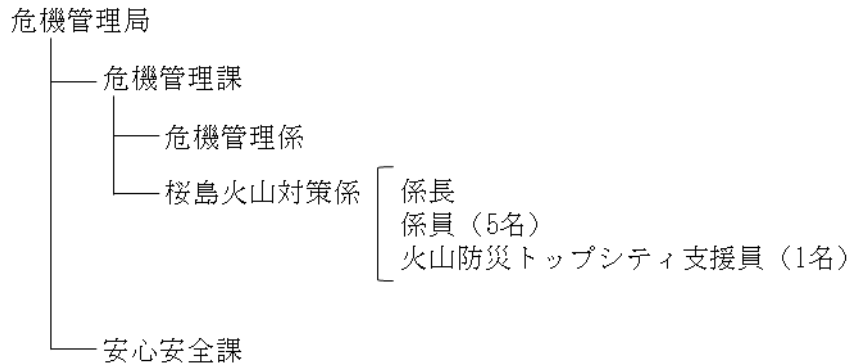 危機管理局
危機管理課
危機管理係
桜島火山対策係
係長
係員（5名）
火山防災トップシティ支援員（1名）
安心安全課